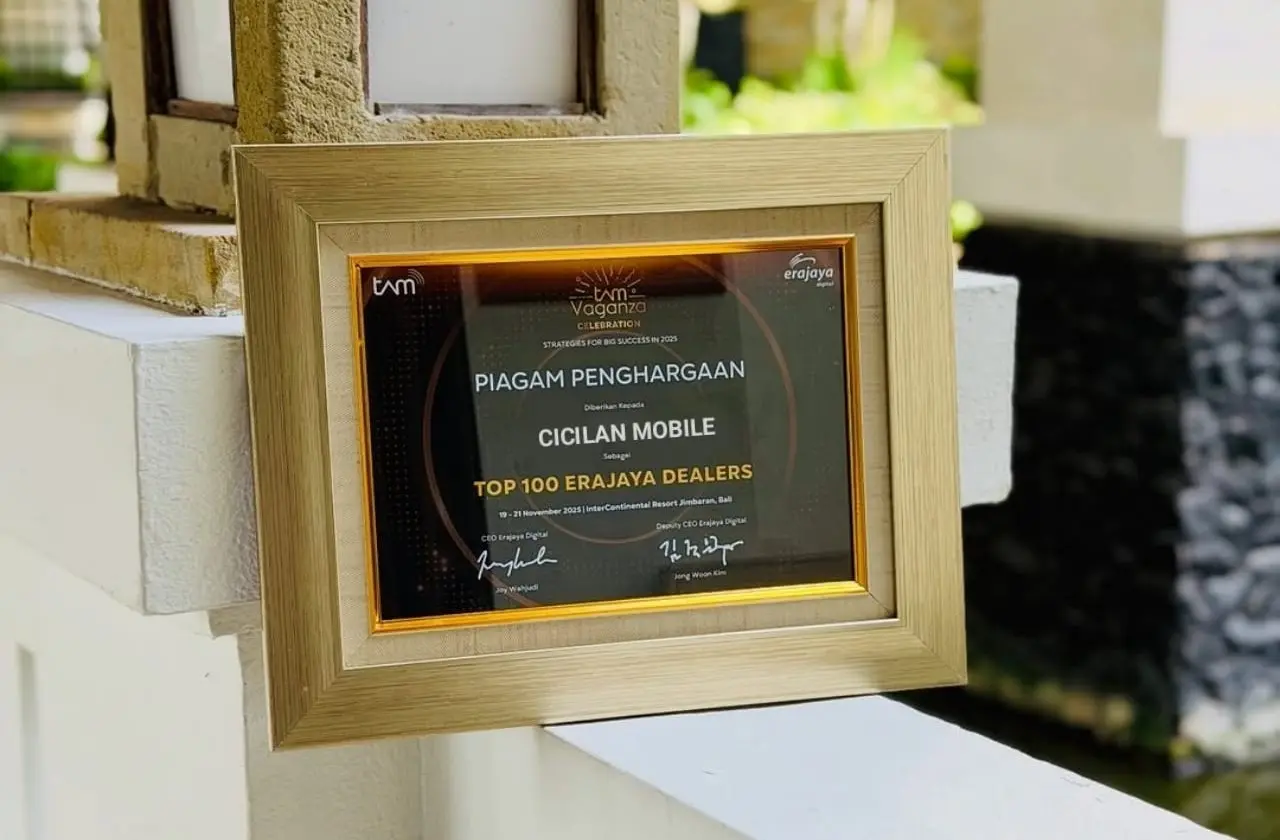 tam
erajaya
digital
tam
Vaganza
CELEBRATION
STRATEGIES FOR BIG SUCCESS IN 2025
PIAGAM PENGHARGAAN
Diberikan Kepada
CICILAN MOBILE
Sebagai
TOP 100 ERAJAYA DEALERS
19 - 21 November 2025 | InterContinental Resort Jimbaran, Bali
CEO Erajaya Digital
Deputy CEO Erajaya Digital
Joy Wahjudi
Jong Woon Kim